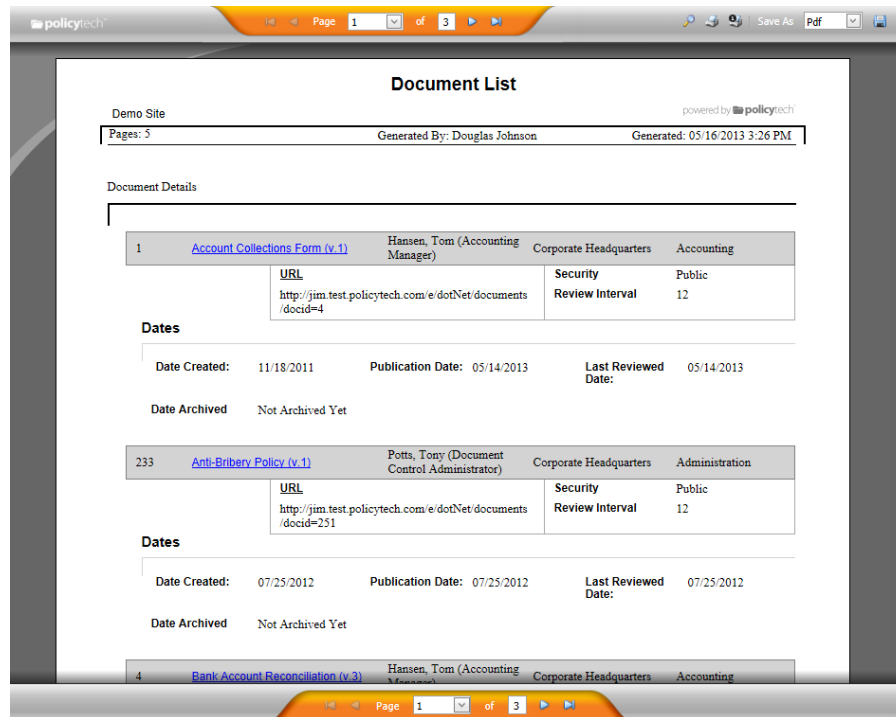 policytech
Page 1 of 3
Save As Pdf
Document List
Demo Site
powered by policytech
Pages: 5 Generated By: Douglas Johnson Generated: 05/16/2013 3:26 PM
Document Details
1 Account Collections Form (v.1) Hansen, Tom (Accounting Manager) Corporate Headquarters Accounting
URL Security Public
http://jim.test.policytech.com/e/dotNet/documents Review Interval 12
/docid=4
Dates
Date Created: 11/18/2011 Publication Date: 05/14/2013 Last Reviewed Date: 05/14/2013
Date Archived Not Archived Yet
233 Anti-Bribery Policy (v.1) Potts, Tony (Document Control Administrator) Corporate Headquarters Administration
URL Security Public
http://jim.test.policytech.com/e/dotNet/documents Review Interval 12
/docid=251
Dates
Date Created: 07/25/2012 Publication Date: 07/25/2012 Last Reviewed Date: 07/25/2012
Date Archived Not Archived Yet
4 Bank Account Reconciliation (v.3) Hansen, Tom (Accounting Manager) Corporate Headquarters Accounting
Page 1 of 3